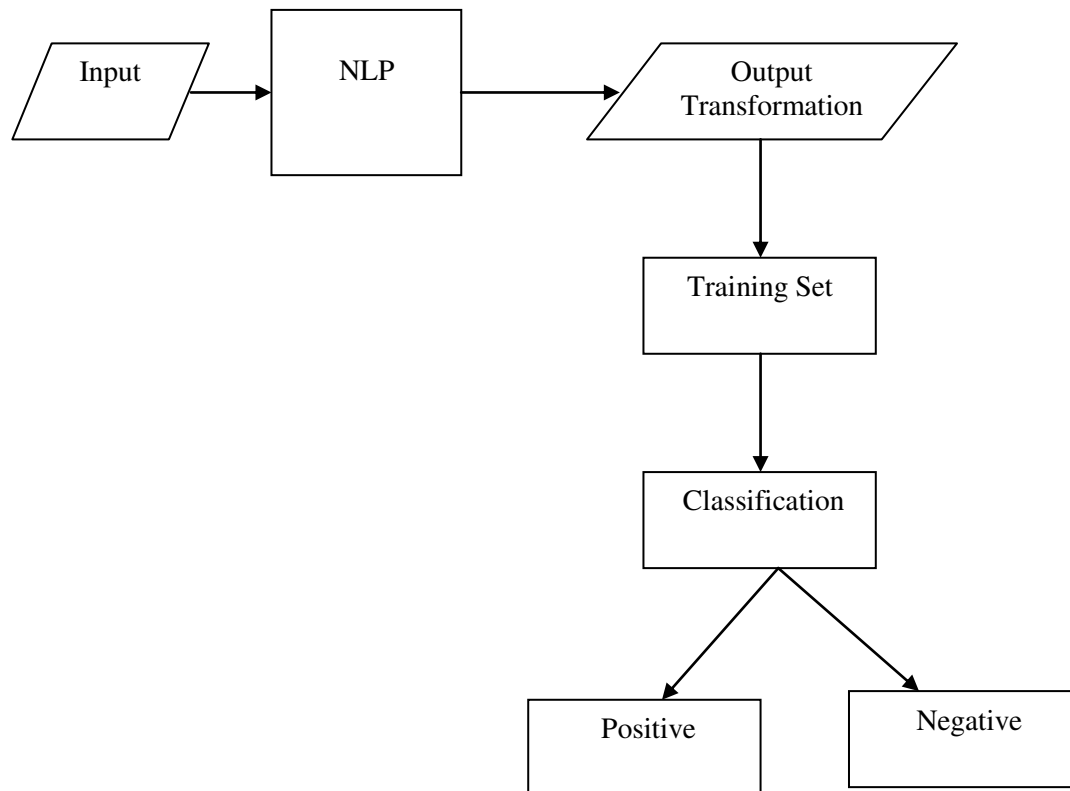 Input
NLP
Output
Transformation
Training Set
Classification
Positive
Negative